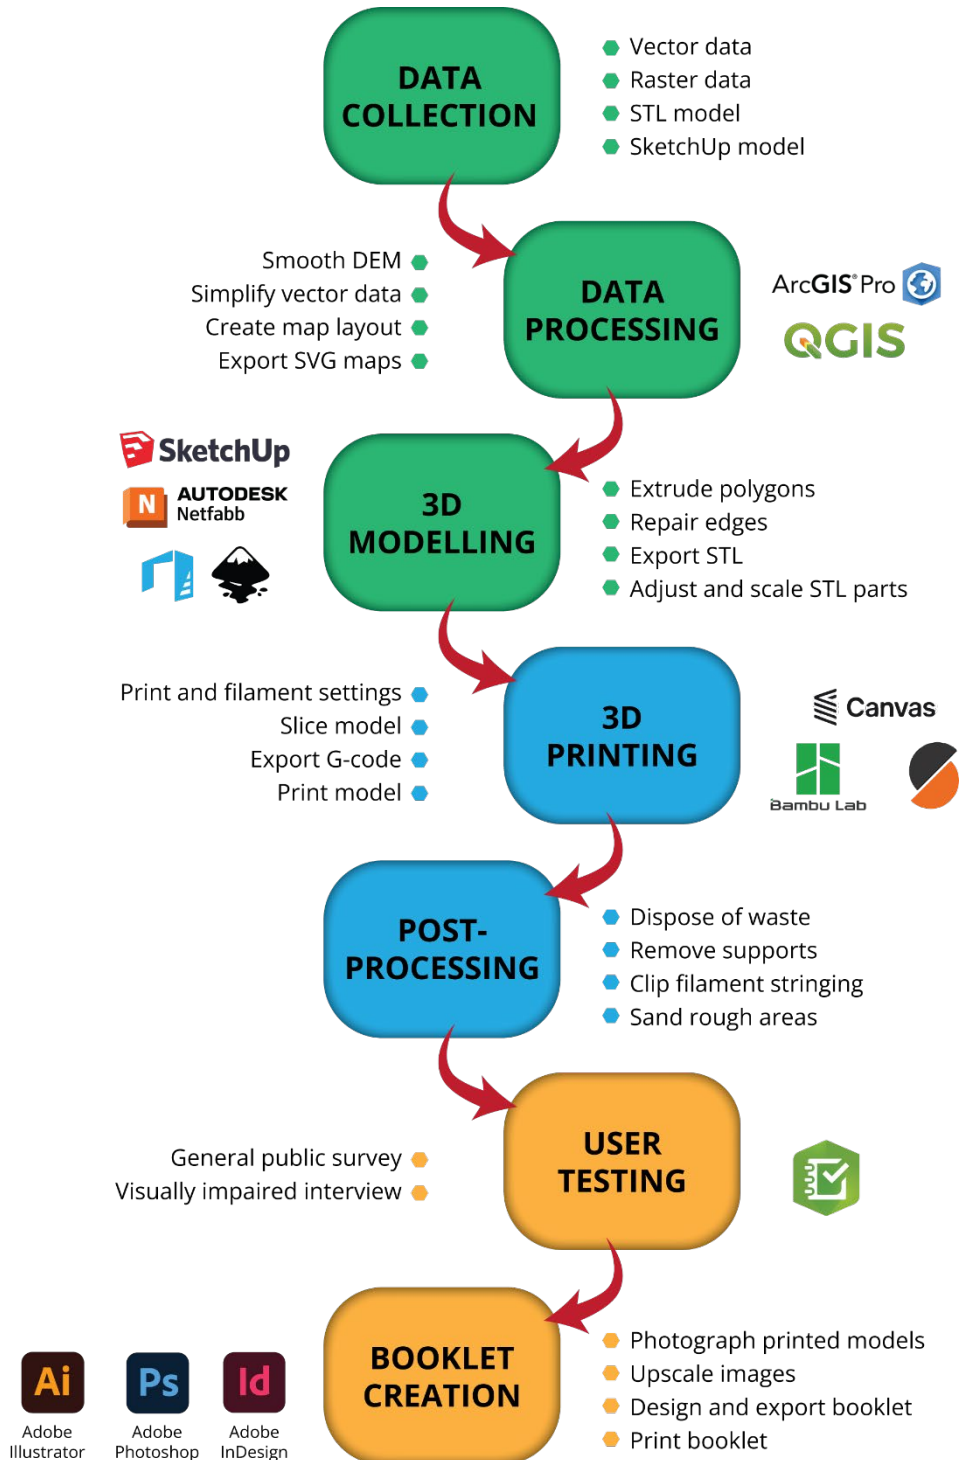 DATA
COLLECTION
Vector data
Raster data
STL model
SketchUp model
Smooth DEM
Simplify vector data
Create map layout
Export SVG maps
DATA
PROCESSING
ArcGIS® Pro
QGIS
SketchUp
N AUTODESK
Netfabb
3D
MODELLING
Extrude polygons
Repair edges
Export STL
Adjust and scale STL parts
Print and filament settings
Slice model
Export G-code
Print model
3D
PRINTING
Canvas
Bambu Lab
POST-
PROCESSING
Dispose of waste
Remove supports
Clip filament stringing
Sand rough areas
General public survey
Visually impaired interview
USER
TESTING
Ai
Adobe
Illustrator
Ps
Adobe
Photoshop
Id
Adobe
InDesign
BOOKLET
CREATION
Photograph printed models
Upscale images
Design and export booklet
Print booklet